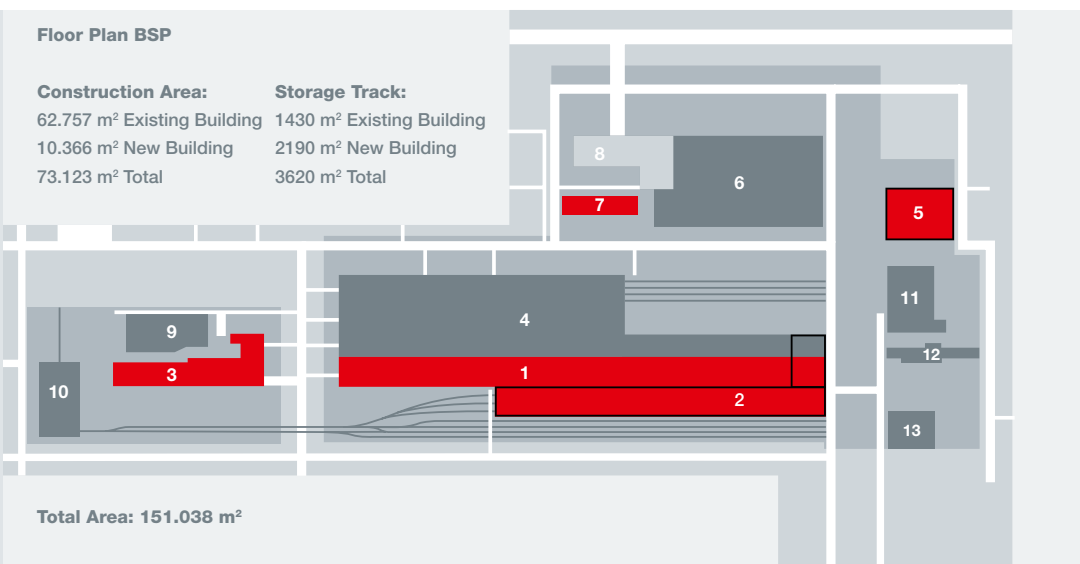 Floor Plan BSP
Construction Area:
62.757 m² Existing Building
10.366 m² New Building
73.123 m² Total
Storage Track:
1430 m² Existing Building
2190 m² New Building
3620 m² Total
8
6
7
5
11
4
9
12
3
1
10
2
13
Total Area: 151.038 m²